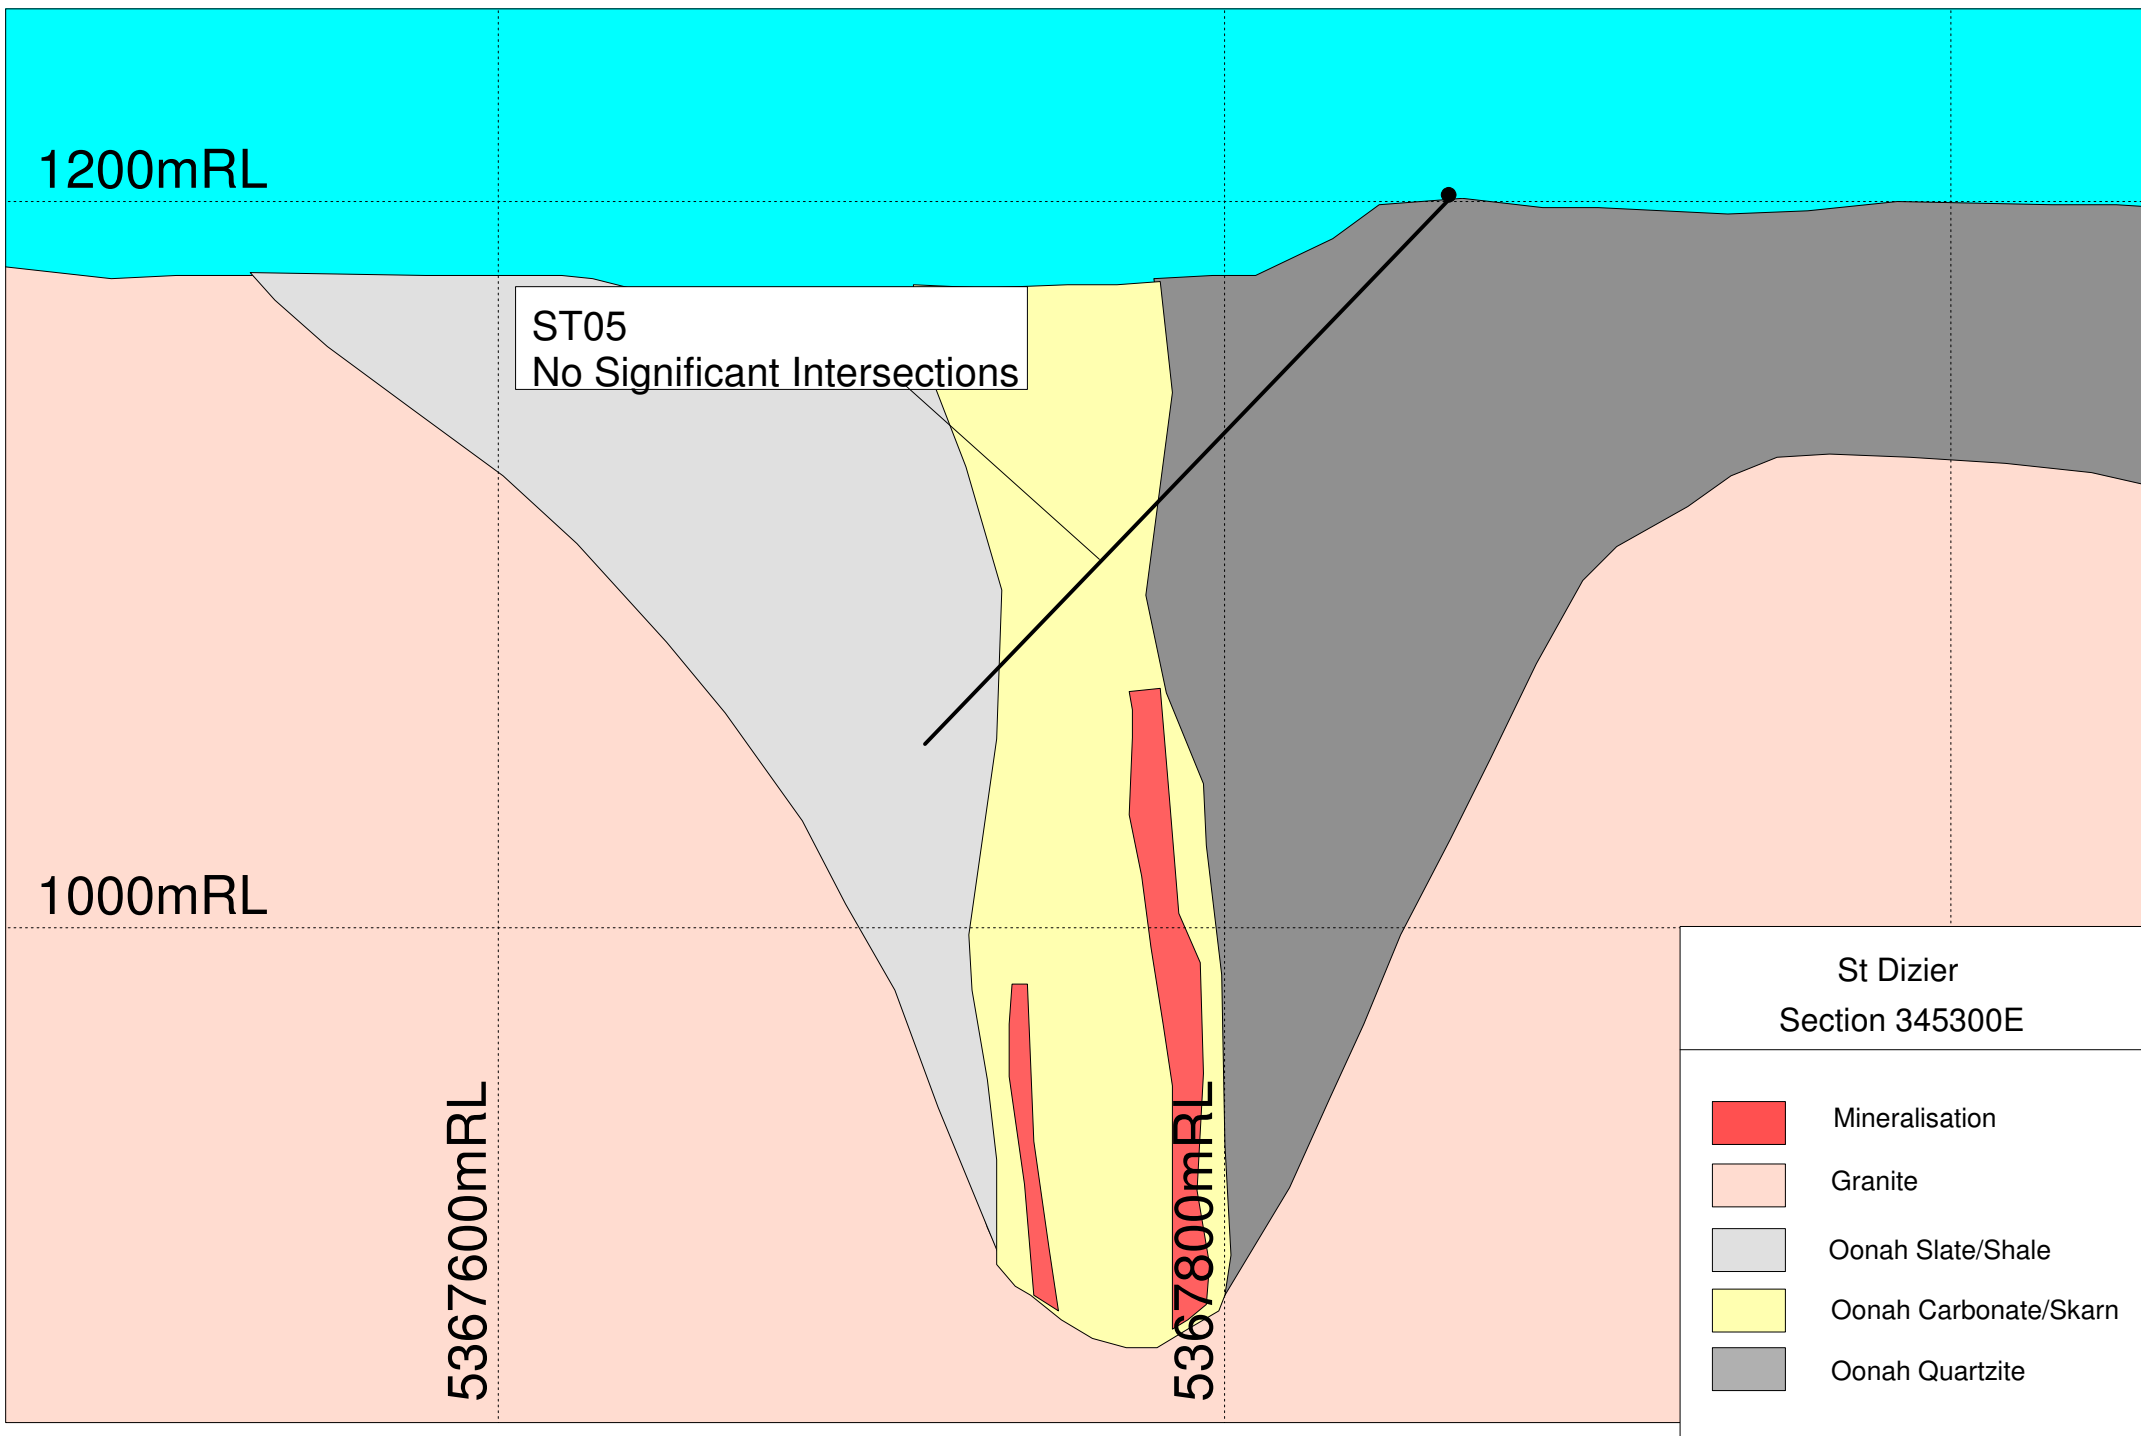 1200mRL
ST05
No Significant Intersections
1000mRL
5367600mRL
5367800mRL
St Dizier
Section 345300E
Mineralisation
Granite
Oonah Slate/Shale
Oonah Carbonate/Skarn
Oonah Quartzite